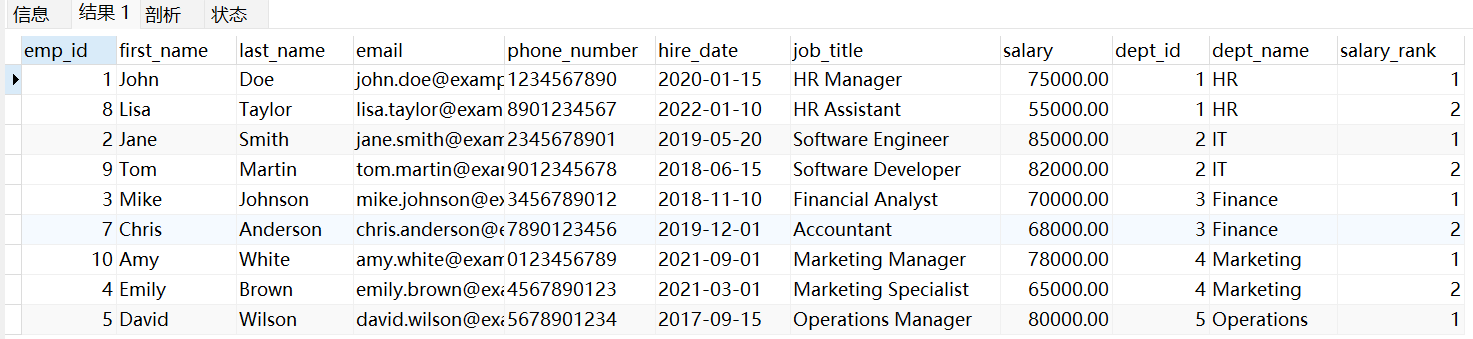 信息 结果 1 剖析 状态
emp_id first_name last_name email phone_number hire_date job_title salary dept_id dept_name salary_rank
1 John Doe john.doe@examp 1234567890 2020-01-15 HR Manager 75000.00 1 HR 1
8 Lisa Taylor lisa.taylor@exam 8901234567 2022-01-10 HR Assistant 55000.00 1 HR 2
2 Jane Smith jane.smith@exam 2345678901 2019-05-20 Software Engineer 85000.00 2 IT 1
9 Tom Martin tom.martin@exam 9012345678 2018-06-15 Software Developer 82000.00 2 IT 2
3 Mike Johnson mike.johnson@ex 3456789012 2018-11-10 Financial Analyst 70000.00 3 Finance 1
7 Chris Anderson chris.anderson@e 7890123456 2019-12-01 Accountant 68000.00 3 Finance 2
10 Amy White amy.white@exam 0123456789 2021-09-01 Marketing Manager 78000.00 4 Marketing 1
4 Emily Brown emily.brown@exa 4567890123 2021-03-01 Marketing Specialist 65000.00 4 Marketing 2
5 David Wilson david.wilson@exa 5678901234 2017-09-15 Operations Manager 80000.00 5 Operations 1